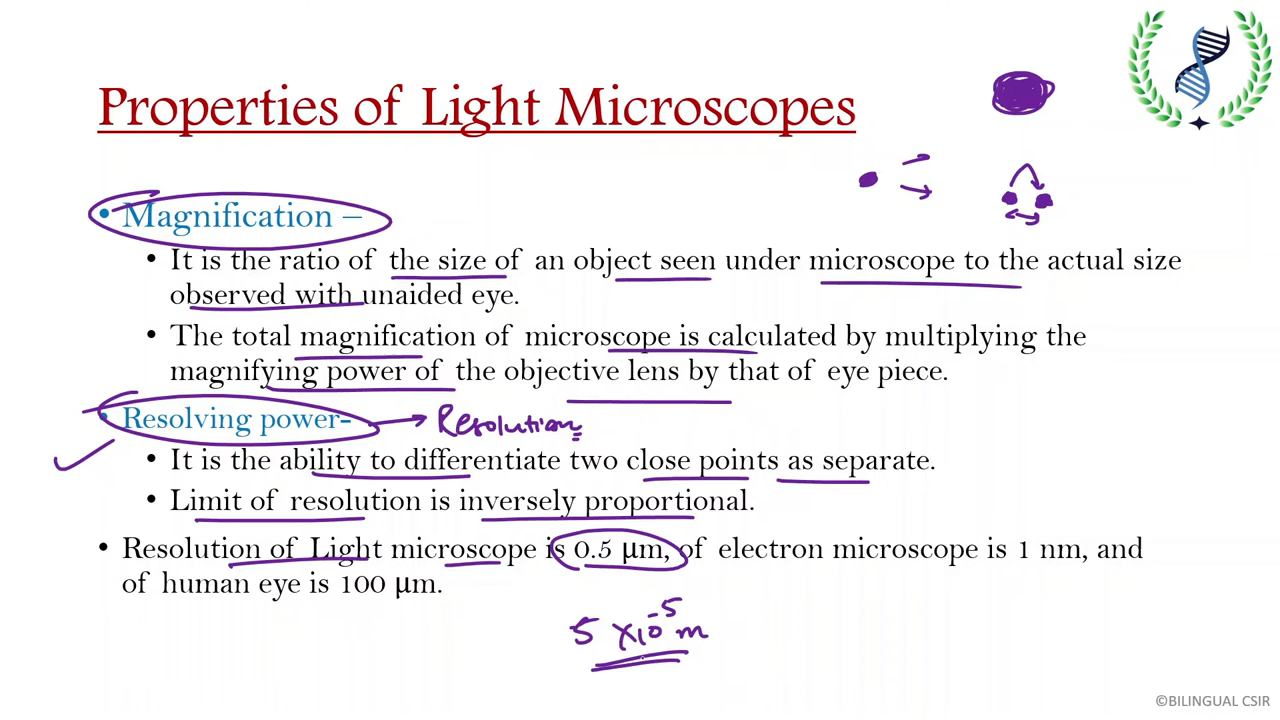 Properties of Light Microscopes
• Magnification –
• It is the ratio of the size of an object seen under microscope to the actual size
observed with unaided eye.
• The total magnification of microscope is calculated by multiplying the
magnifying power of the objective lens by that of eye piece.
• Resolving power- → Resolution
• It is the ability to differentiate two close points as separate.
• Limit of resolution is inversely proportional.
• Resolution of Light microscope is 0.5 µm, of electron microscope is 1 nm, and
of human eye is 100 µm.
5 ×10⁻⁵ m
©BILINGUAL CSIR